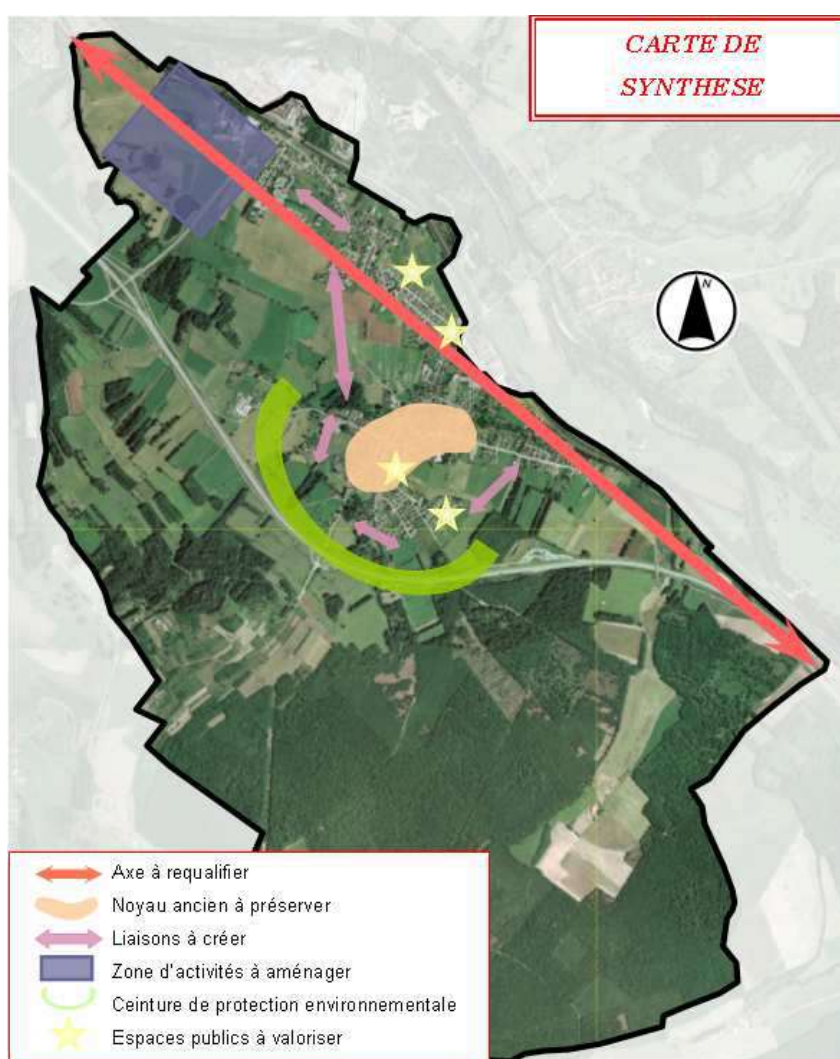 CARTE DE
SYNTHESE
N
Axe à requalifier
Noyau ancien à préserver
Liaisons à créer
Zone d'activités à aménager
Ceinture de protection environnementale
Espaces publics à valoriser